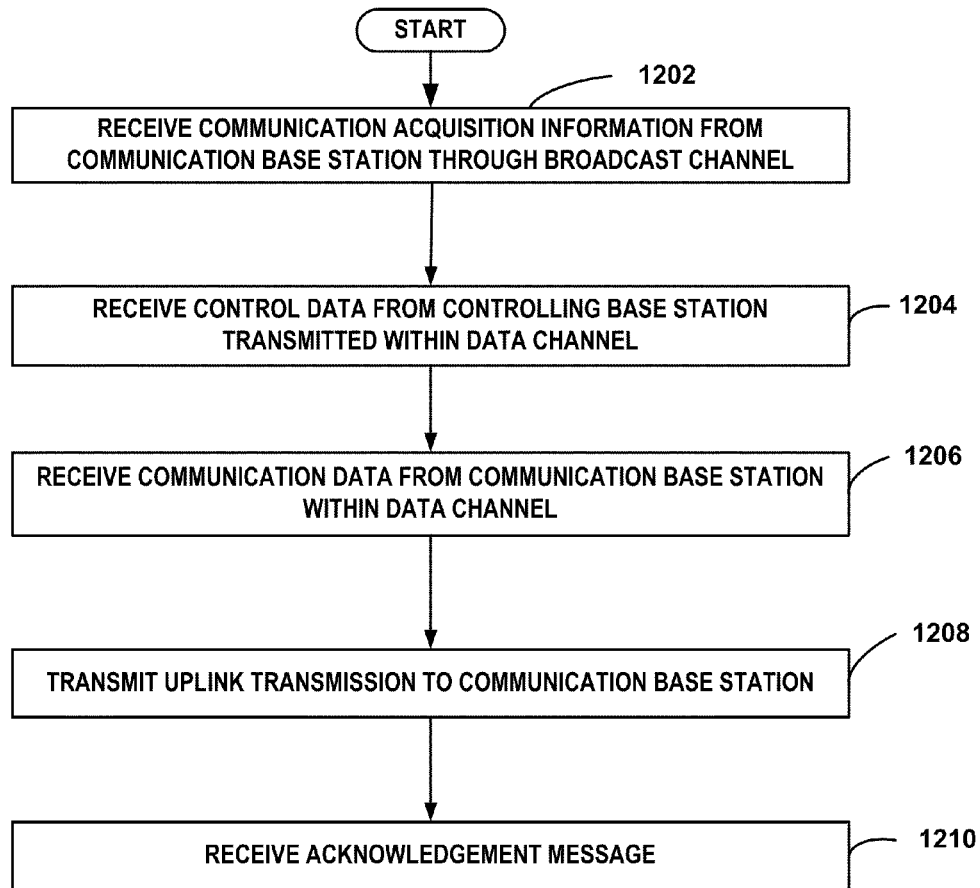 START
1202
RECEIVE COMMUNICATION ACQUISITION INFORMATION FROM
COMMUNICATION BASE STATION THROUGH BROADCAST CHANNEL
RECEIVE CONTROL DATA FROM CONTROLLING BASE STATION
TRANSMITTED WITHIN DATA CHANNEL
1204
RECEIVE COMMUNICATION DATA FROM COMMUNICATION BASE STATION
WITHIN DATA CHANNEL
1206
TRANSMIT UPLINK TRANSMISSION TO COMMUNICATION BASE STATION
1208
RECEIVE ACKNOWLEDGEMENT MESSAGE
1210